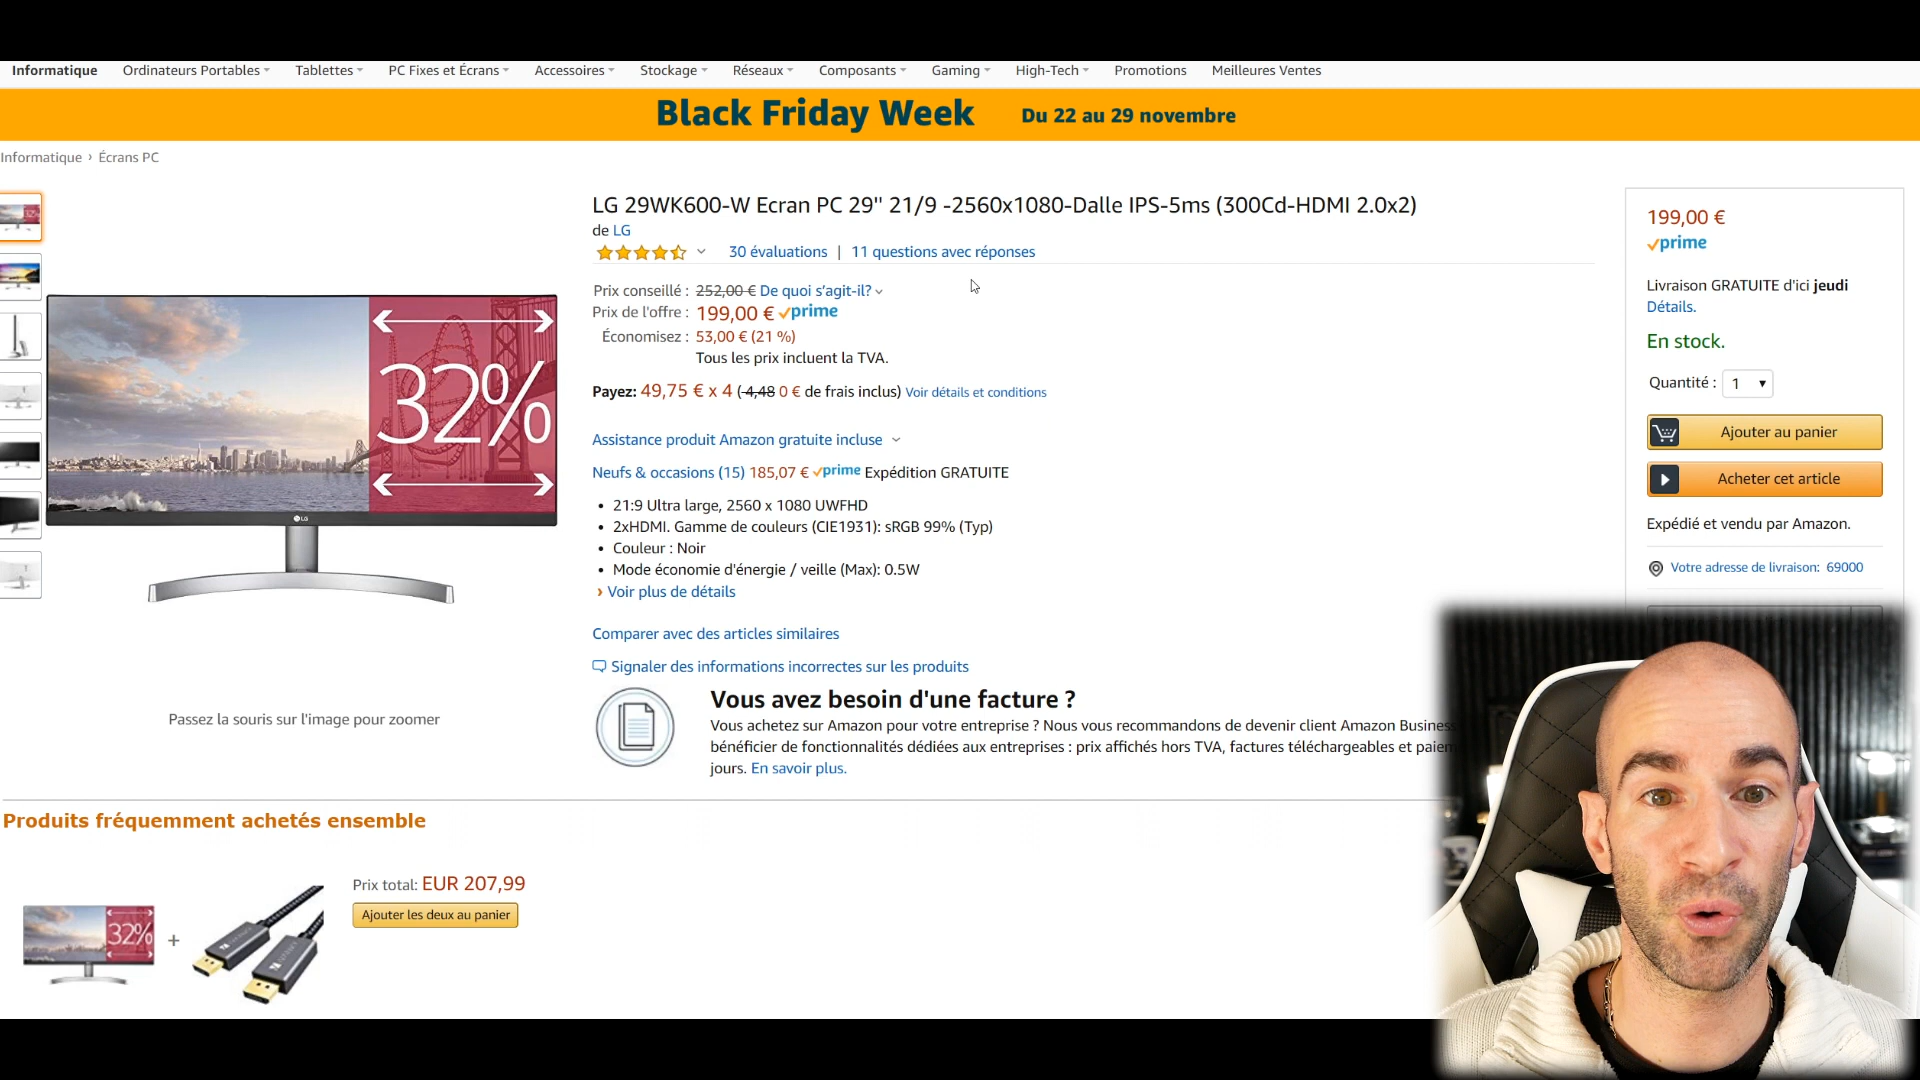 Informatique Ordinateurs Portables Tablettes PC Fixes et Écrans Accessoires Stockage Réseaux Composants Gaming High-Tech Promotions Meilleures Ventes
Black Friday Week Du 22 au 29 novembre
Informatique › Écrans PC
LG 29WK600-W Ecran PC 29" 21/9 -2560x1080-Dalle IPS-5ms (300Cd-HDMI 2.0x2)
de LG
30 évaluations | 11 questions avec réponses
Prix conseillé : 252,00 € De quoi s'agit-il?
Prix de l'offre : 199,00 € prime
Économisez : 53,00 € (21 %)
Tous les prix incluent la TVA.
Payez: 49,75 € x 4 (4,48 0 € de frais inclus) Voir détails et conditions
Assistance produit Amazon gratuite incluse
Neufs & occasions (15) 185,07 € prime Expédition GRATUITE
• 21:9 Ultra large, 2560 x 1080 UWFHD
• 2xHDMI. Gamme de couleurs (CIE1931): sRGB 99% (Typ)
• Couleur : Noir
• Mode économie d'énergie / veille (Max): 0.5W
› Voir plus de détails
Comparer avec des articles similaires
Signaler des informations incorrectes sur les produits
Vous avez besoin d'une facture ?
Vous achetez sur Amazon pour votre entreprise ? Nous vous recommandons de devenir client Amazon Business
bénéficier de fonctionnalités dédiées aux entreprises : prix affichés hors TVA, factures téléchargeables et
jours. En savoir plus.
32%
LG
Passez la souris sur l'image pour zoomer
199,00 €
prime
Livraison GRATUITE d'ici jeudi
Détails.
En stock.
Quantité : 1
Ajouter au panier
Acheter cet article
Expédié et vendu par Amazon.
Votre adresse de livraison: 69000
Produits fréquemment achetés ensemble
32%
+
Prix total: EUR 207,99
Ajouter les deux au panier